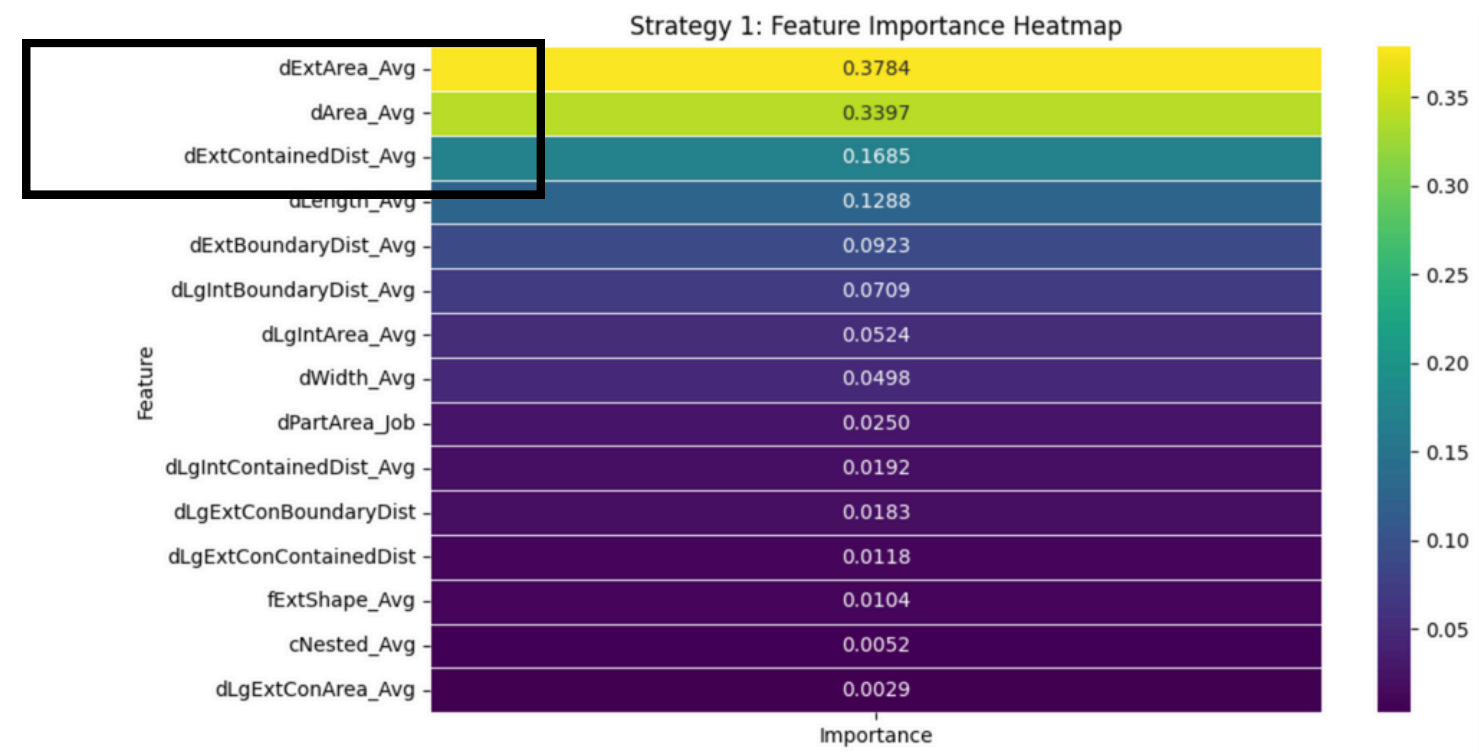 Strategy 1: Feature Importance Heatmap
dExtArea_Avg 0.3784
dArea_Avg 0.3397
dExtContainedDist_Avg 0.1685
dLength_Avg 0.1288
dExtBoundaryDist_Avg 0.0923
dLgIntBoundaryDist_Avg 0.0709
dLgIntArea_Avg 0.0524
dWidth_Avg 0.0498
dPartArea_Job 0.0250
dLgIntContainedDist_Avg 0.0192
dLgExtConBoundaryDist 0.0183
dLgExtConContainedDist 0.0118
fExtShape_Avg 0.0104
cNested_Avg 0.0052
dLgExtConArea_Avg 0.0029
Feature
Importance
0.35
0.30
0.25
0.20
0.15
0.10
0.05